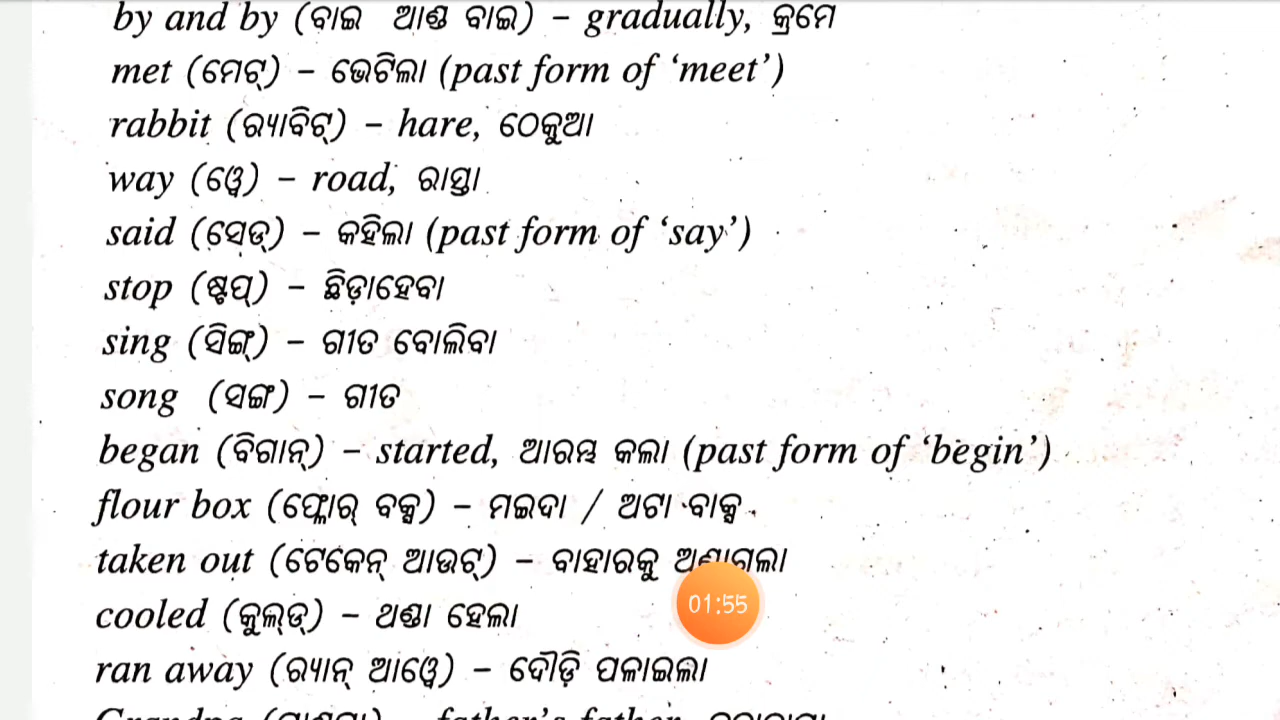 by and by (ବାଇ ଆଣ୍ଡ ବାଇ) – gradually, କ୍ରମେ
met (ମେଟ୍) – ଭେଟିଲା (past form of ‘meet’)
rabbit (ର‍୍ୟାବିଟ୍) – hare, ଠେକୁଆ
way (ୱେ) – road, ରାସ୍ତା
said (ସେଡ୍) – କହିଲା (past form of ‘say’)
stop (ଷ୍ଟପ୍) – ଛିଡ଼ାହେବା
sing (ସିଙ୍ଗ୍) – ଗୀତ ବୋଲିବା
song (ସଙ୍ଗ) – ଗୀତ
began (ବିଗାନ୍) – started, ଆରମ୍ଭ କଲା (past form of ‘begin’)
flour box (ଫ୍ଲୋର୍ ବକ୍ସ) – ମଇଦା / ଅଟା ବାକ୍ସ
taken out (ଟେକେନ୍ ଆଉଟ୍) – ବାହାରକୁ ଅଣାଗଲା
01:55
cooled (କୁଲ୍‌ଡ୍) – ଥଣ୍ଡା ହେଲା
ran away (ର‍୍ୟାନ୍ ଆୱେ) – ଦୌଡ଼ି ପଳାଇଲା